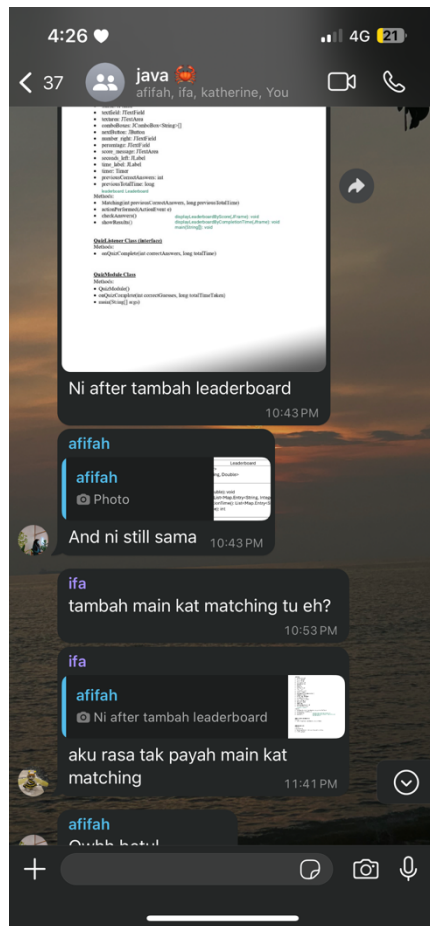 4:26
4G 21
37
java 🦀
afifah, ifa, katherine, You
• textfield: JTextField
• textarea: JTextArea
• comboBoxes: JComboBox<String>[]
• nextButton: JButton
• number_right: JTextField
• percentage: JTextField
• score_message: JTextArea
• seconds_left: JLabel
• time_label: JLabel
• timer: Timer
• previousCorrectAnswers: int
• previousTotalTime: long
leaderboard: Leaderboard
Methods:
• Matching(int previousCorrectAnswers, long previousTotalTime)
• actionPerformed(ActionEvent e)
• checkAnswers()
• showResults()
displayLeaderboardByScore(JFrame): void
displayLeaderboardByCompletionTime(JFrame): void
main(String[]): void
QuizListener Class (Interface)
Methods:
• onQuizComplete(int correctAnswers, long totalTime)
QuizModule Class
Methods:
• QuizModule()
• onQuizComplete(int correctGuesses, long totalTimeTaken)
• main(String[] args)
Ni after tambah leaderboard
10:43 PM
afifah
afifah
Photo
Leaderboard
And ni still sama
10:43 PM
ifa
tambah main kat matching tu eh?
10:53 PM
ifa
afifah
Ni after tambah leaderboard
aku rasa tak payah main kat
matching
11:41 PM
afifah